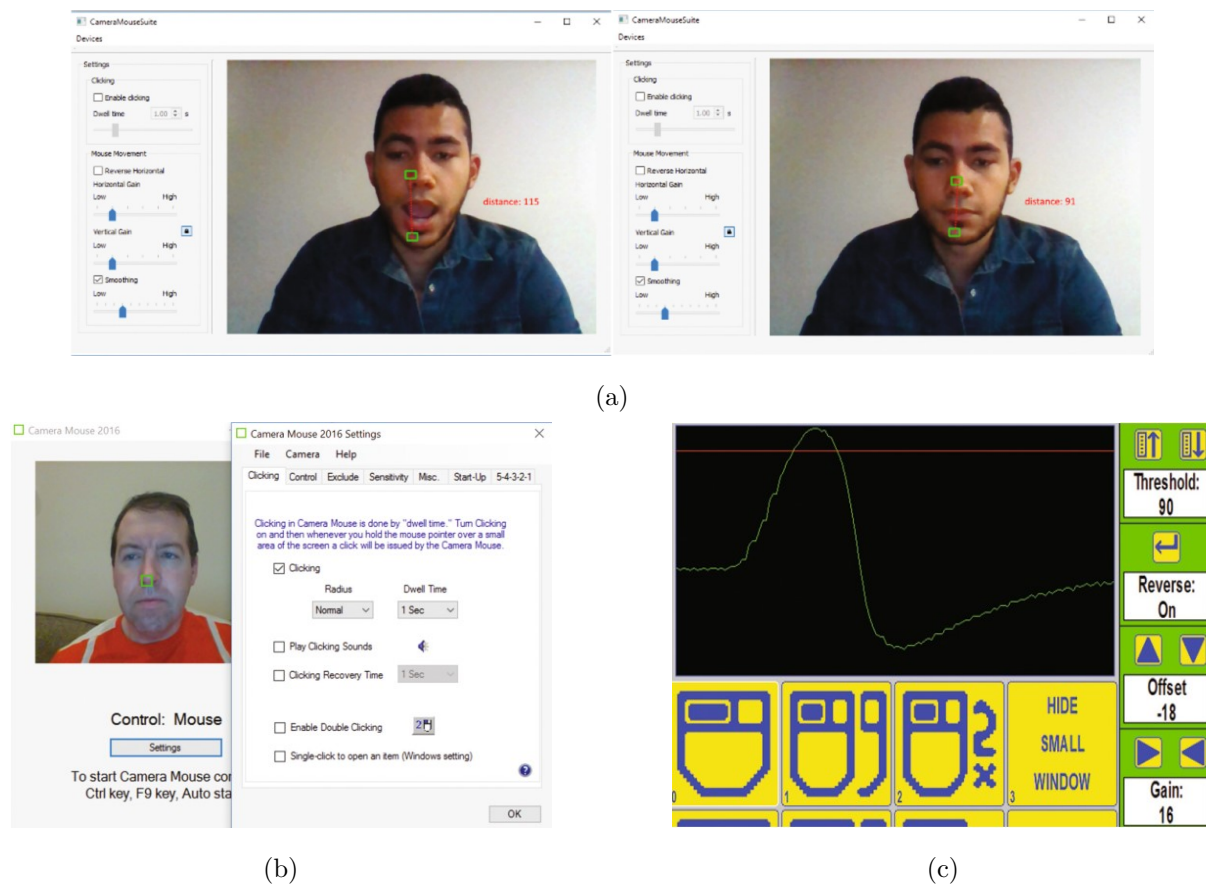 CameraMouseSuite
Devices
Settings
Clicking
Enable clicking
Dwell time 1.00 s
Mouse Movement
Reverse Horizontal
Horizontal Gain
Low High
Vertical Gain
Low High
Smoothing
Low High
distance: 115
CameraMouseSuite
Devices
Settings
Clicking
Enable clicking
Dwell time 1.00 s
Mouse Movement
Reverse Horizontal
Horizontal Gain
Low High
Vertical Gain
Low High
Smoothing
Low High
distance: 91
(a)
Camera Mouse 2016
Control: Mouse
Settings
To start Camera Mouse con
Ctrl key, F9 key, Auto sta
Camera Mouse 2016 Settings
File Camera Help
Clicking Control Exclude Sensitivity Misc. Start-Up 5-4-3-2-1
Clicking in Camera Mouse is done by "dwell time." Turn Clicking
on and then whenever you hold the mouse pointer over a small
area of the screen a click will be issued by the Camera Mouse.
Clicking
Radius Dwell Time
Normal 1 Sec
Play Clicking Sounds
Clicking Recovery Time 1 Sec
Enable Double Clicking 2
Single-click to open an item (Windows setting)
OK
(b)
Threshold:
90
Reverse:
On
Offset
-18
Gain:
16
0
1
2 2x
HIDE
SMALL
WINDOW
3
(c)